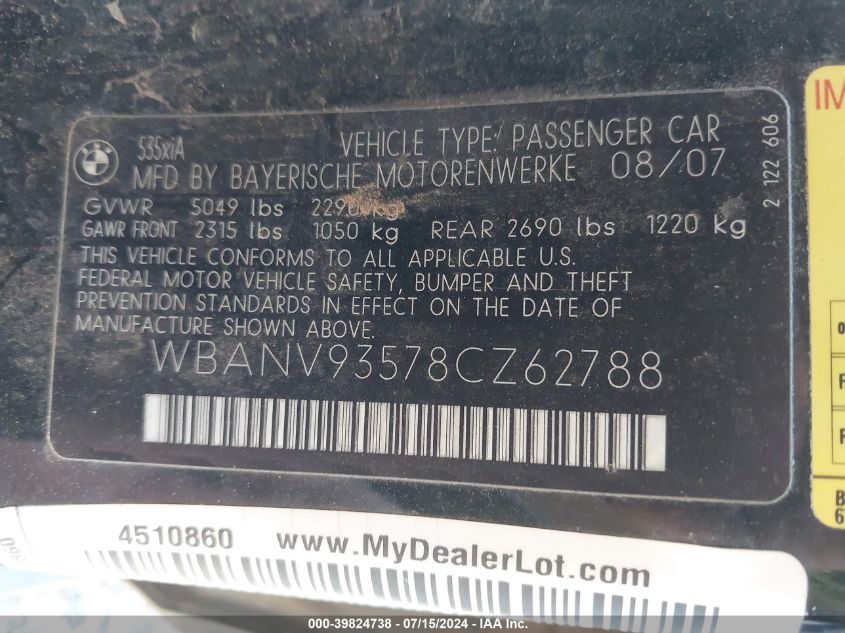 BMW
535xiA VEHICLE TYPE: PASSENGER CAR
MFD BY BAYERISCHE MOTORENWERKE 08/07
GVWR 5049 lbs kg
GAWR FRONT 2315 lbs 1050 kg REAR 2690 lbs 1220 kg
THIS VEHICLE CONFORMS TO ALL APPLICABLE U.S.
FEDERAL MOTOR VEHICLE SAFETY, BUMPER AND THEFT
PREVENTION STANDARDS IN EFFECT ON THE DATE OF
MANUFACTURE SHOWN ABOVE.
WBANV93578CZ62788
2 122 606
IM
4510860 www.MyDealerLot.com
000-39824738 - 07/15/2024 - IAA Inc.